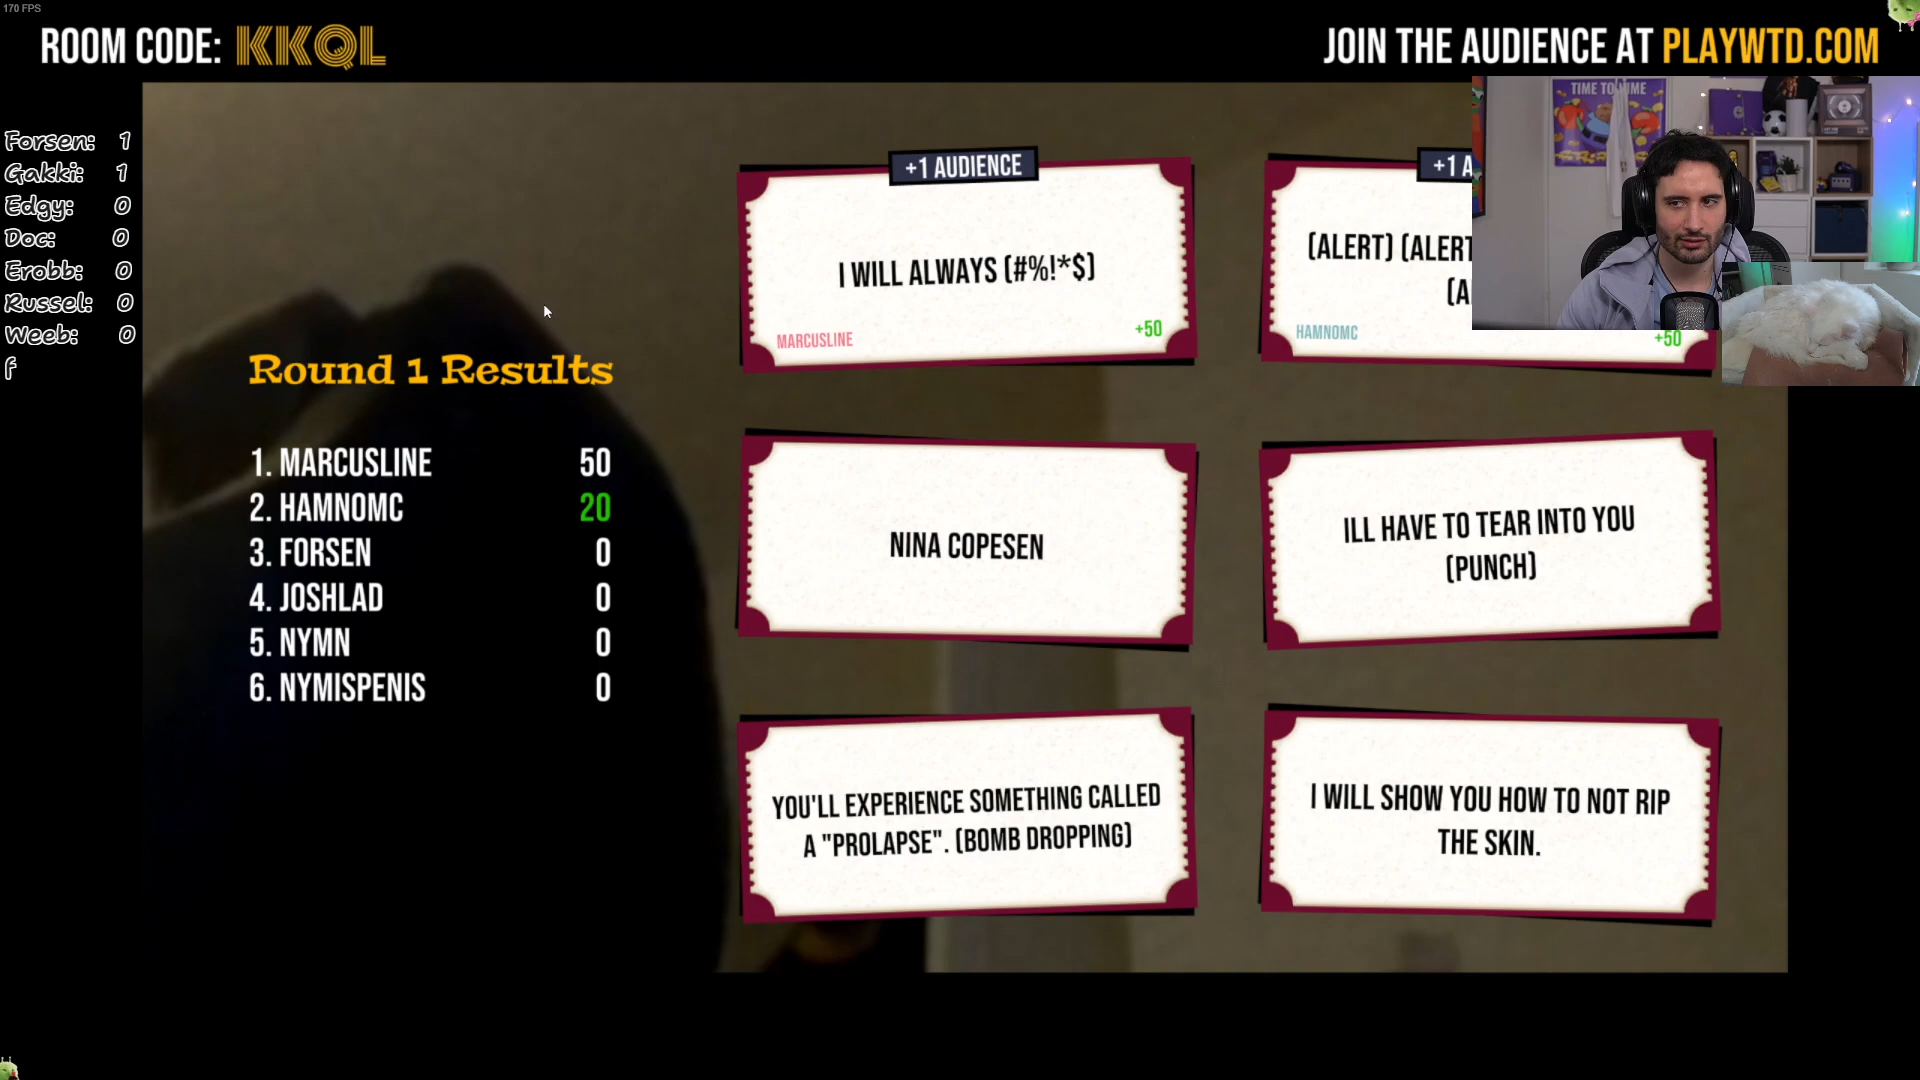 170 FPS
ROOM CODE: KKQL
JOIN THE AUDIENCE AT PLAYWTD.COM
Forsen: 1
Gakki: 1
Edgy: 0
Doc: 0
Erobb: 0
Russel: 0
Weeb: 0
f
Round 1 Results
1. MARCUSLINE 50
2. HAMNOMC 20
3. FORSEN 0
4. JOSHLAD 0
5. NYMN 0
6. NYMISPENIS 0
+1 AUDIENCE
I WILL ALWAYS (#%!*$)
MARCUSLINE +50
+1 A
(ALERT) (ALERT
(A
HAMNOMC +50
NINA COPESEN
ILL HAVE TO TEAR INTO YOU
(PUNCH)
YOU'LL EXPERIENCE SOMETHING CALLED
A "PROLAPSE". (BOMB DROPPING)
I WILL SHOW YOU HOW TO NOT RIP
THE SKIN.
TIME TO